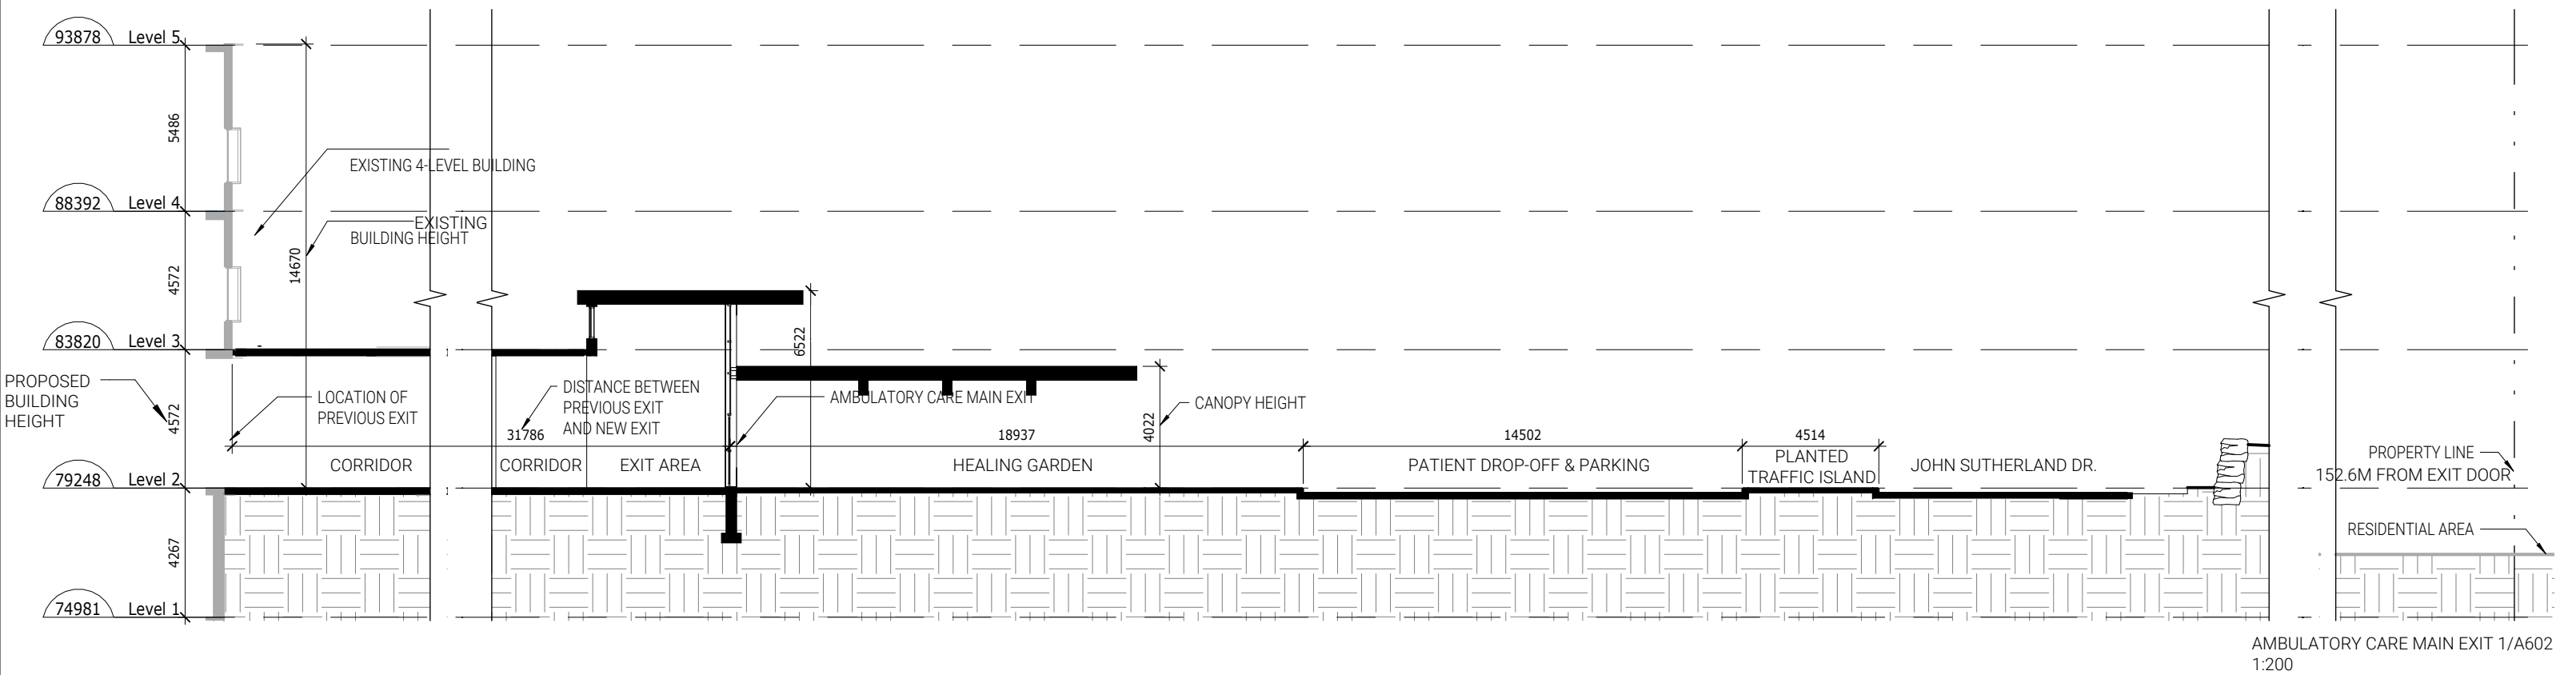 93878 Level 5
5486
EXISTING 4-LEVEL BUILDING
88392 Level 4
EXISTING
BUILDING HEIGHT
14670
4572
83820 Level 3
6522
PROPOSED
BUILDING
HEIGHT
4572
LOCATION OF
PREVIOUS EXIT
DISTANCE BETWEEN
PREVIOUS EXIT
AND NEW EXIT
AMBULATORY CARE MAIN EXIT
CANOPY HEIGHT
4022
31786
18937
14502
4514
CORRIDOR
CORRIDOR
EXIT AREA
HEALING GARDEN
PATIENT DROP-OFF & PARKING
PLANTED
TRAFFIC ISLAND
JOHN SUTHERLAND DR.
PROPERTY LINE
152.6M FROM EXIT DOOR
79248 Level 2
RESIDENTIAL AREA
4267
74981 Level 1
AMBULATORY CARE MAIN EXIT 1/A602
1:200